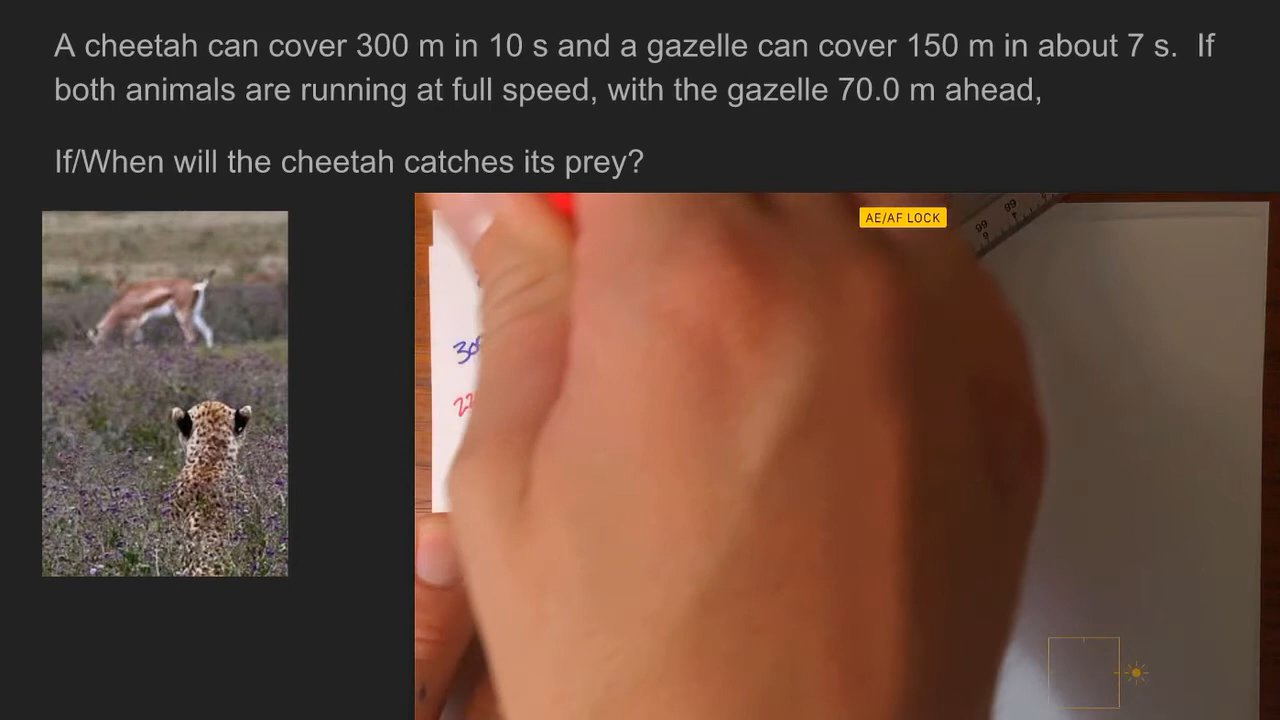 A cheetah can cover 300 m in 10 s and a gazelle can cover 150 m in about 7 s. If
both animals are running at full speed, with the gazelle 70.0 m ahead,
If/When will the cheetah catches its prey?
AE/AF LOCK